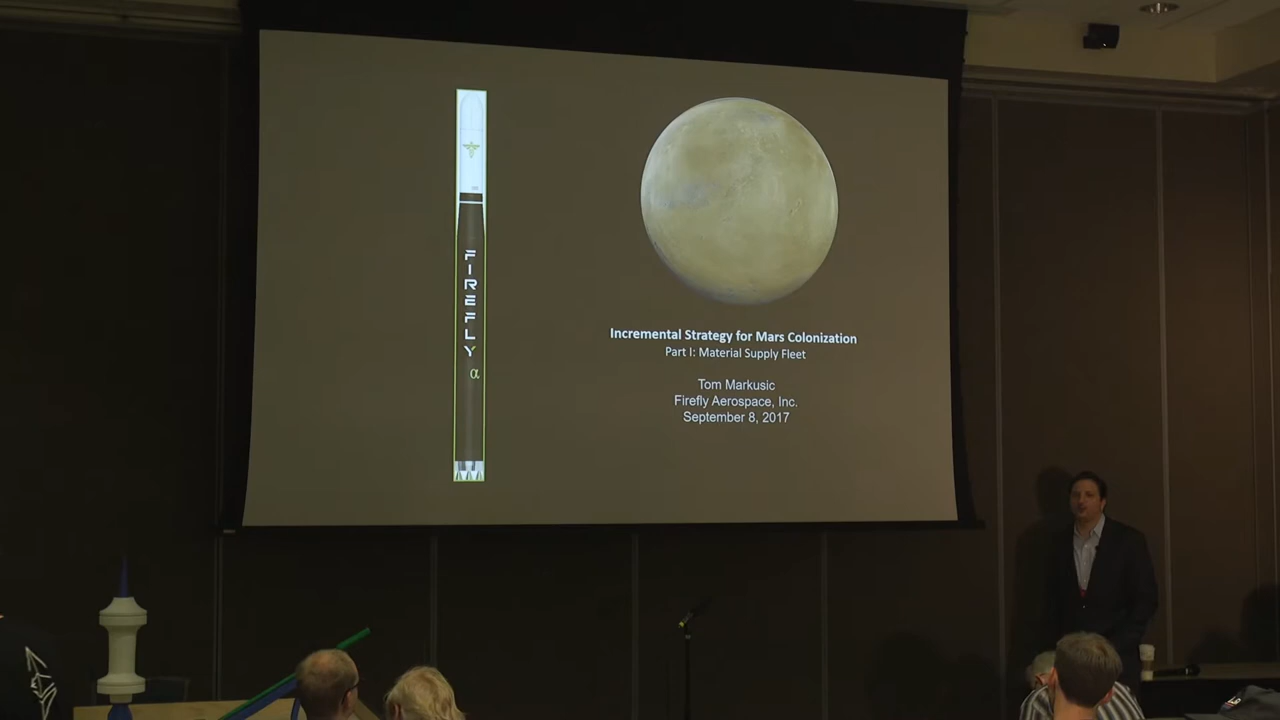 FIREFLY
α
Incremental Strategy for Mars Colonization
Part I: Material Supply Fleet
Tom Markusic
Firefly Aerospace, Inc.
September 8, 2017